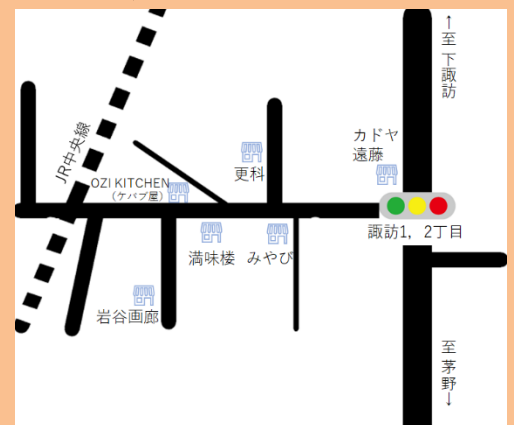 ↑至 下諏訪
カドヤ
遠藤
JR中央線
更科
OZI KITCHEN
(ケバブ屋)
諏訪1，2丁目
満味楼
みやび
岩谷画廊
至 茅野↓